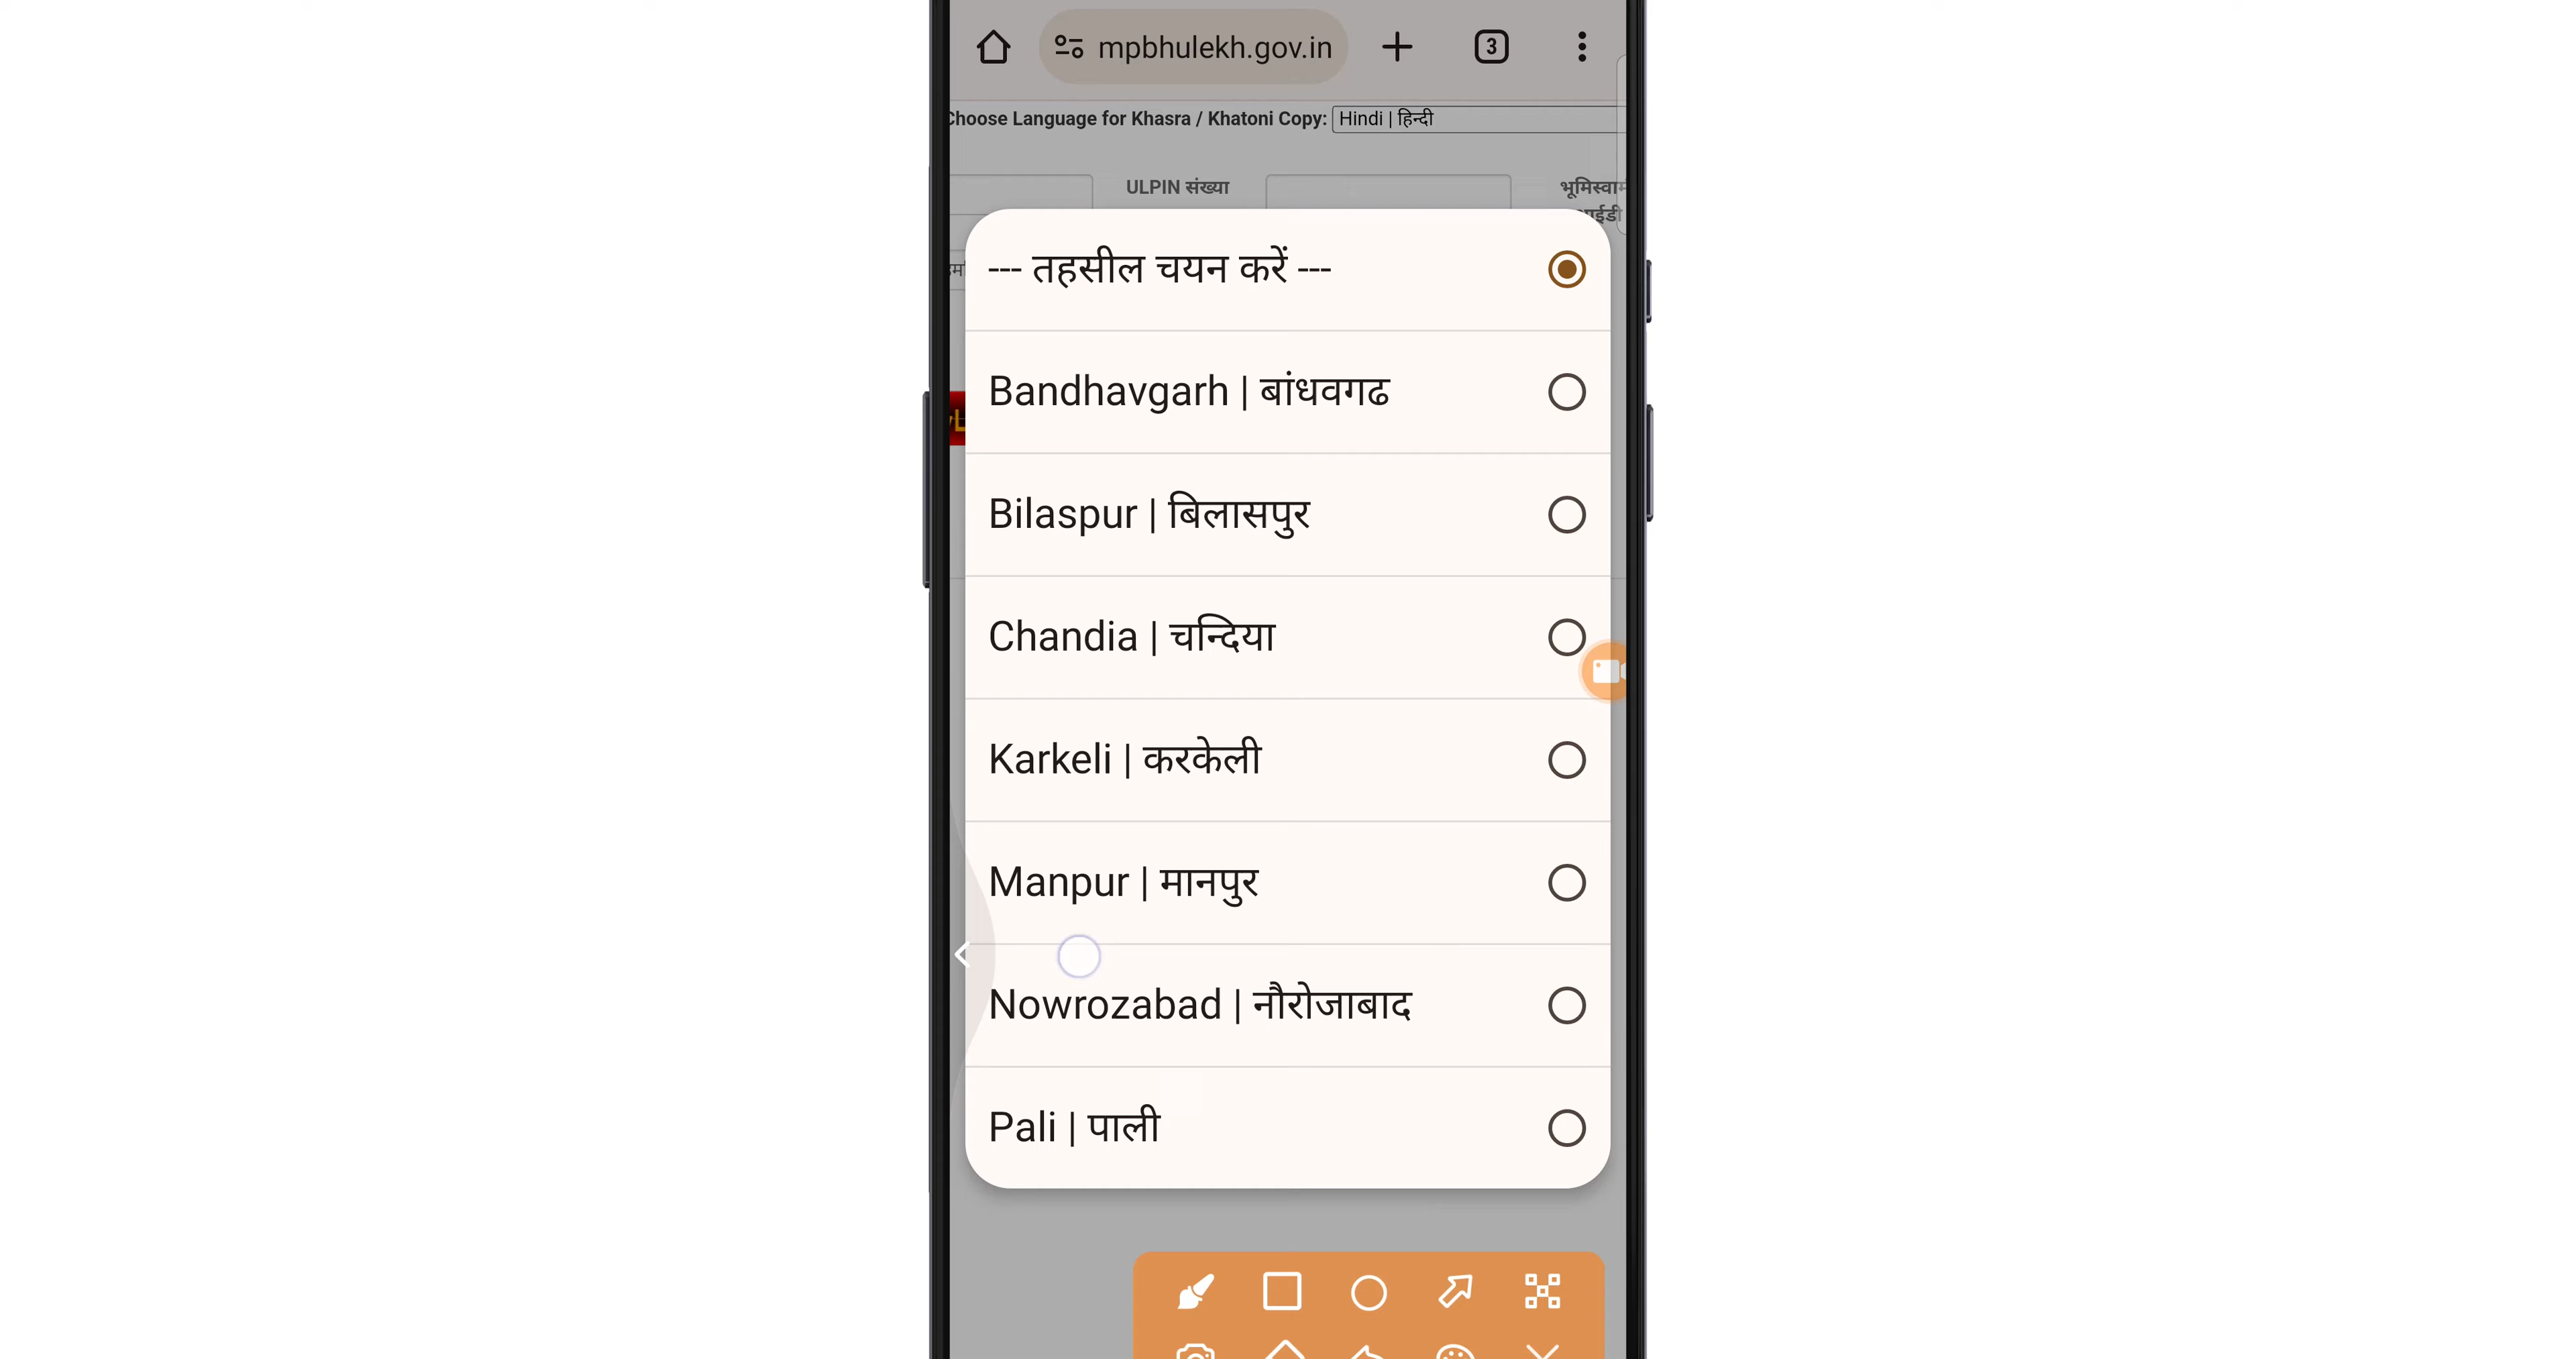 mpbhulekh.gov.in
3
Choose Language for Khasra / Khatoni Copy: Hindi | हिन्दी
ULPIN संख्या
--- तहसील चयन करें ---
Bandhavgarh | बांधवगढ
Bilaspur | बिलासपुर
Chandia | चन्दिया
Karkeli | करकेली
Manpur | मानपुर
Nowrozabad | नौरोजाबाद
Pali | पाली